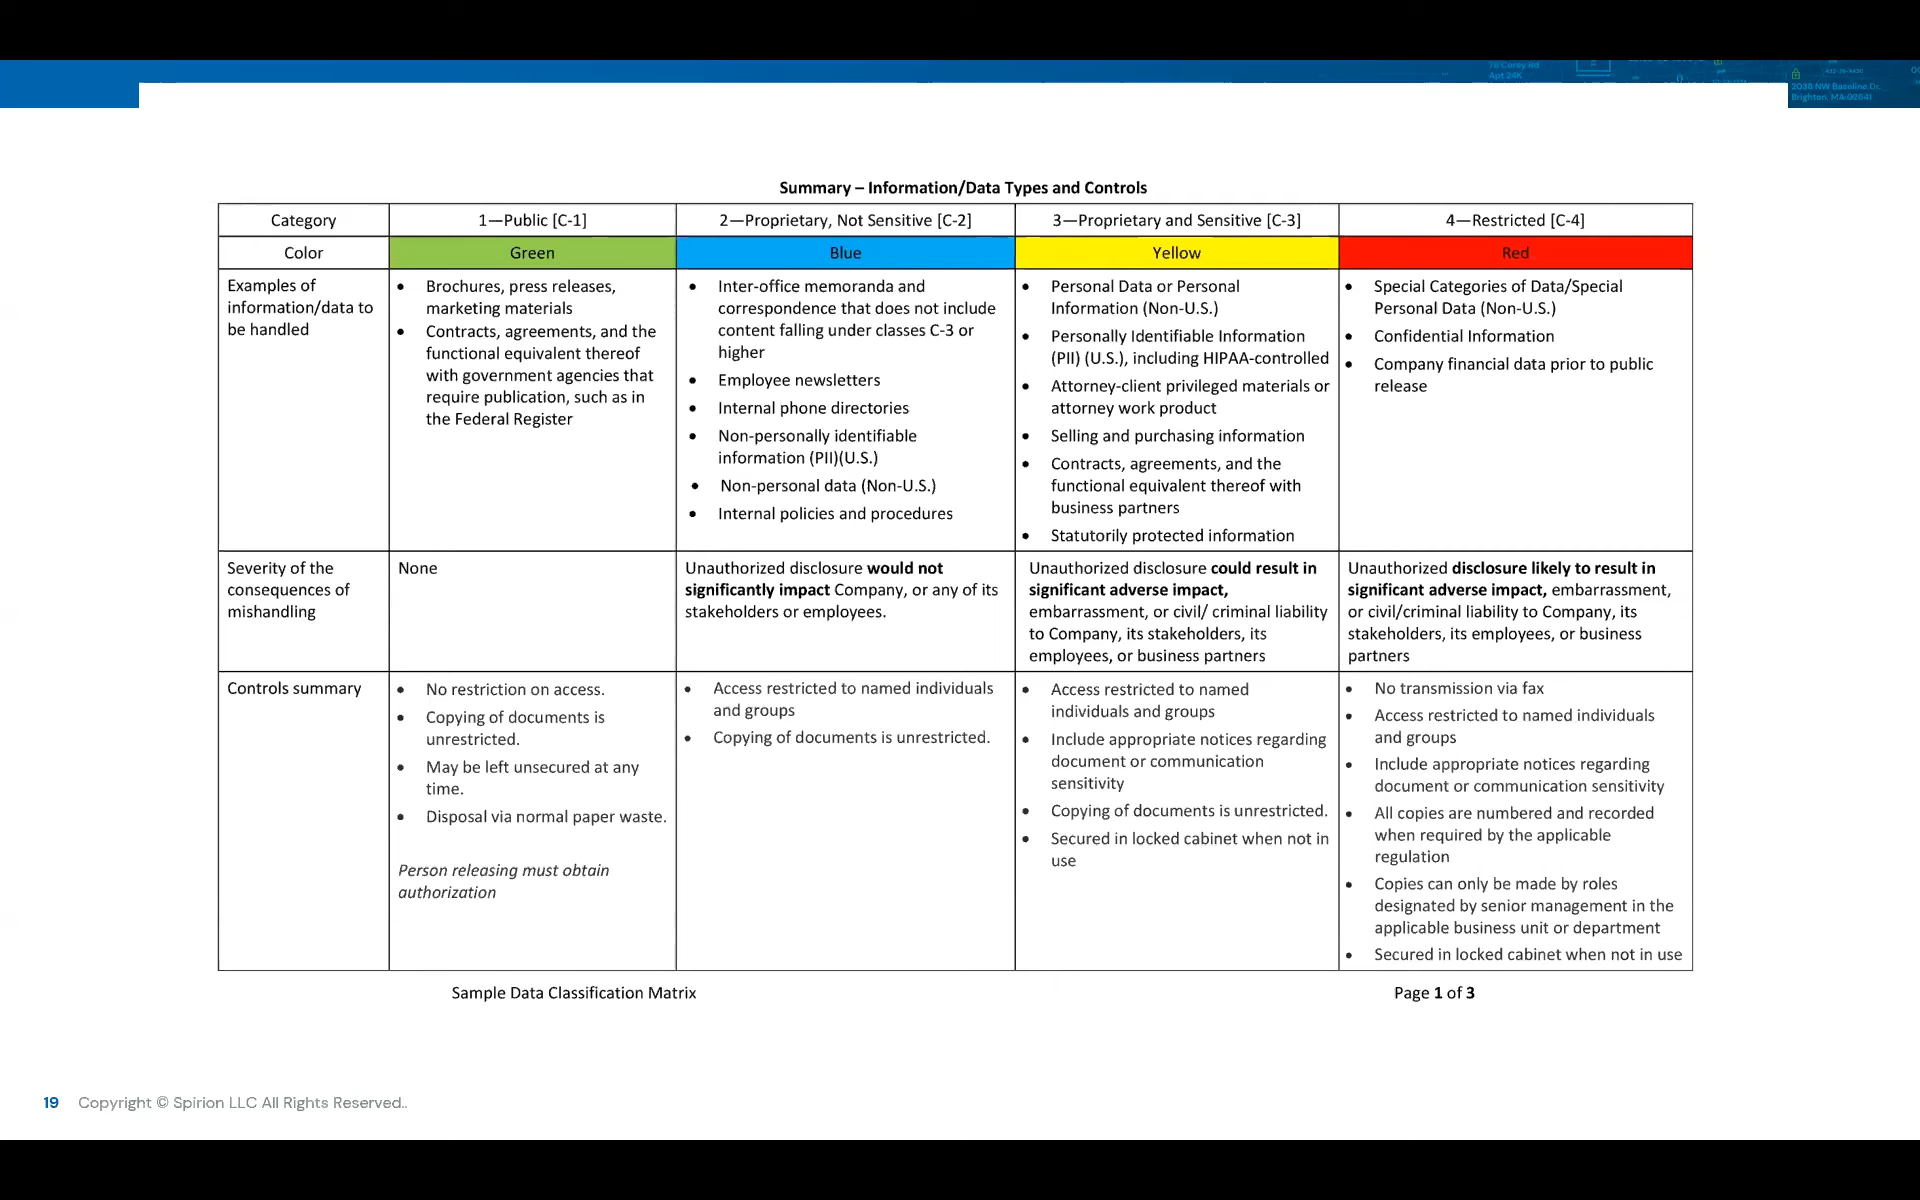 76 Corey Rd
Apt 24K
2038 NW Baseline Dr.
Brighton, MA 02641
Summary – Information/Data Types and Controls
Category
1—Public [C-1]
2—Proprietary, Not Sensitive [C-2]
3—Proprietary and Sensitive [C-3]
4—Restricted [C-4]
Color
Green
Blue
Yellow
Red
Examples of
information/data to
be handled
• Brochures, press releases,
marketing materials
• Contracts, agreements, and the
functional equivalent thereof
with government agencies that
require publication, such as in
the Federal Register
• Inter-office memoranda and
correspondence that does not include
content falling under classes C-3 or
higher
• Employee newsletters
• Internal phone directories
• Non-personally identifiable
information (PII)(U.S.)
• Non-personal data (Non-U.S.)
• Internal policies and procedures
• Personal Data or Personal
Information (Non-U.S.)
• Personally Identifiable Information
(PII) (U.S.), including HIPAA-controlled
• Attorney-client privileged materials or
attorney work product
• Selling and purchasing information
• Contracts, agreements, and the
functional equivalent thereof with
business partners
• Statutorily protected information
• Special Categories of Data/Special
Personal Data (Non-U.S.)
• Confidential Information
• Company financial data prior to public
release
Severity of the
consequences of
mishandling
None
Unauthorized disclosure would not
significantly impact Company, or any of its
stakeholders or employees.
Unauthorized disclosure could result in
significant adverse impact,
embarrassment, or civil/ criminal liability
to Company, its stakeholders, its
employees, or business partners
Unauthorized disclosure likely to result in
significant adverse impact, embarrassment,
or civil/criminal liability to Company, its
stakeholders, its employees, or business
partners
Controls summary
• No restriction on access.
• Copying of documents is
unrestricted.
• May be left unsecured at any
time.
• Disposal via normal paper waste.
Person releasing must obtain
authorization
• Access restricted to named individuals
and groups
• Copying of documents is unrestricted.
• Access restricted to named
individuals and groups
• Include appropriate notices regarding
document or communication
sensitivity
• Copying of documents is unrestricted.
• Secured in locked cabinet when not in
use
• No transmission via fax
• Access restricted to named individuals
and groups
• Include appropriate notices regarding
document or communication sensitivity
• All copies are numbered and recorded
when required by the applicable
regulation
• Copies can only be made by roles
designated by senior management in the
applicable business unit or department
• Secured in locked cabinet when not in use
Sample Data Classification Matrix
Page 1 of 3
19 Copyright © Spirion LLC All Rights Reserved..